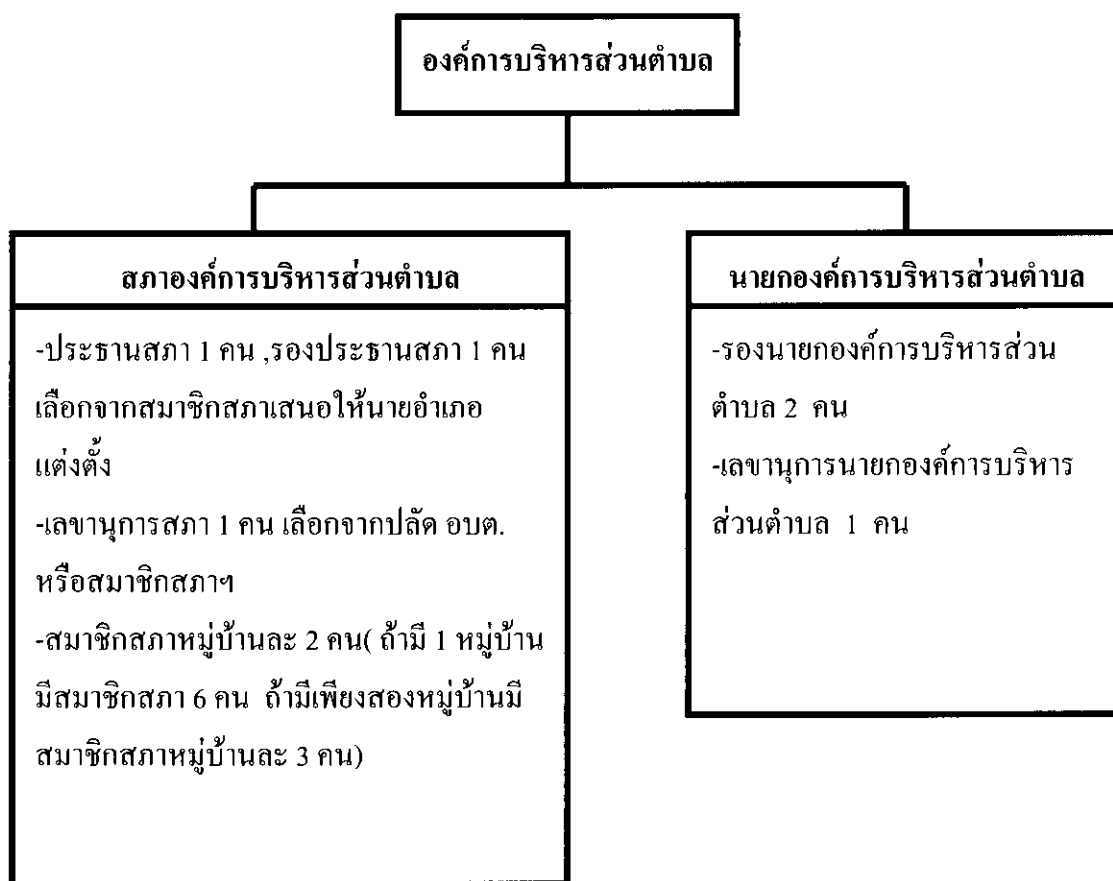 องค์การบริหารส่วนตำบล
สภาองค์การบริหารส่วนตำบล
-ประธานสภา 1 คน ,รองประธานสภา 1 คน
เลือกจากสมาชิกสภาเสนอให้นายอำเภอ
แต่งตั้ง
-เลขานุการสภา 1 คน เลือกจากปลัด อบต.
หรือสมาชิกสภาฯ
-สมาชิกสภาหมู่บ้านละ 2 คน( ถ้ามี 1 หมู่บ้าน
มีสมาชิกสภา 6 คน ถ้ามีเพียงสองหมู่บ้านมี
สมาชิกสภาหมู่บ้านละ 3 คน)
นายกองค์การบริหารส่วนตำบล
-รองนายกองค์การบริหารส่วน
ตำบล 2 คน
-เลขานุการนายกองค์การบริหาร
ส่วนตำบล 1 คน